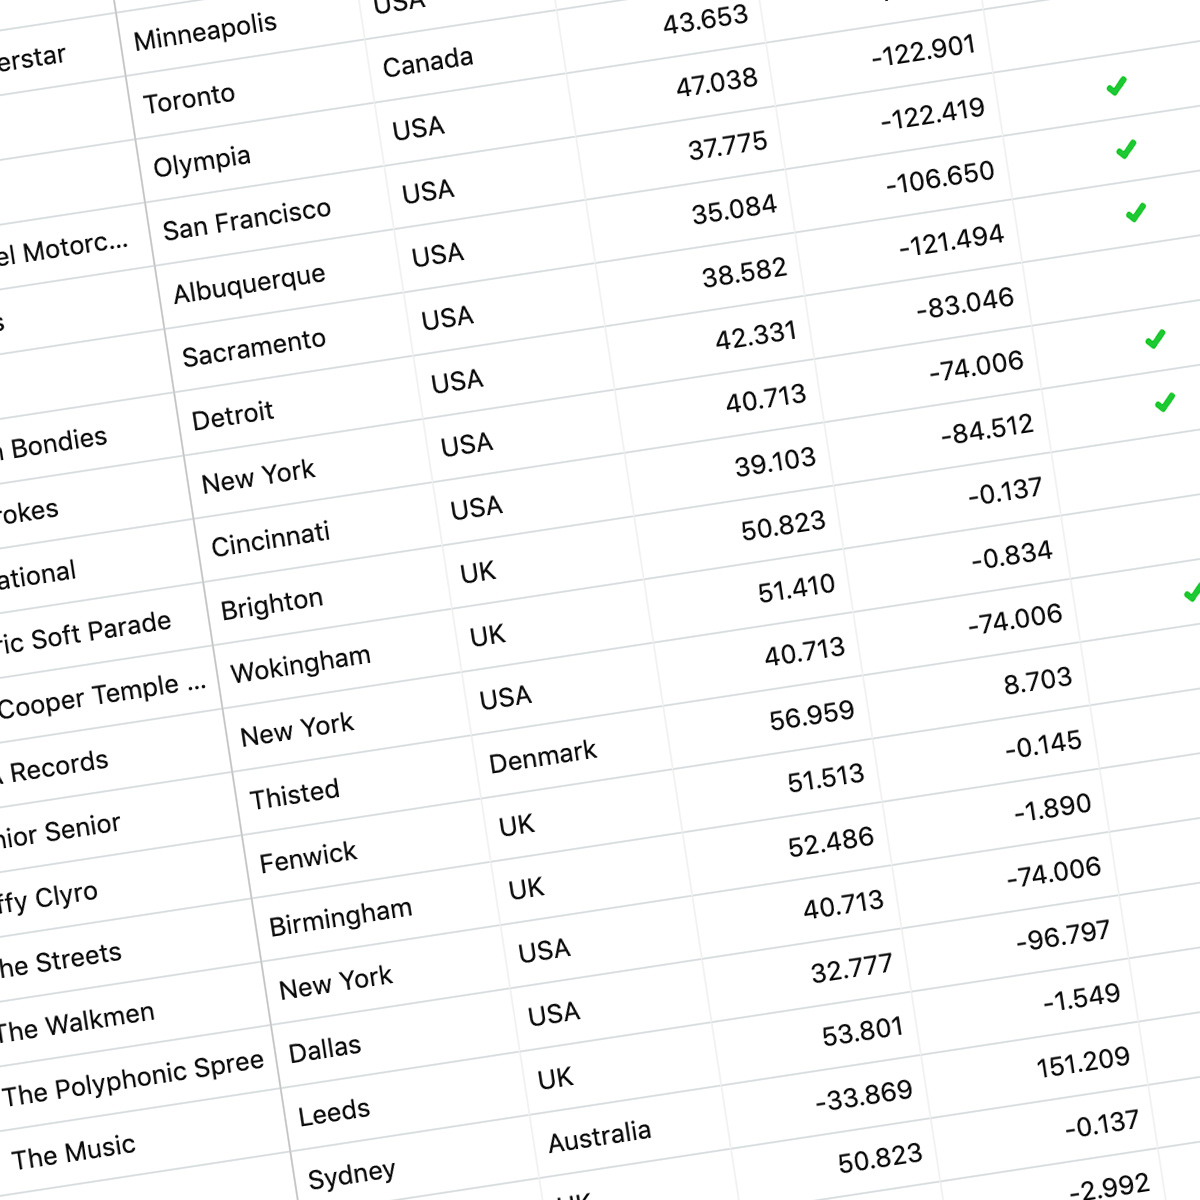 erstar Minneapolis USA
Toronto Canada 43.653
Olympia USA 47.038 -122.901
el Motorc... San Francisco USA 37.775 -122.419 ✓
s Albuquerque USA 35.084 -106.650 ✓
Sacramento USA 38.582 -121.494 ✓
Bondies Detroit USA 42.331 -83.046
rokes New York USA 40.713 -74.006 ✓
ational Cincinnati USA 39.103 -84.512 ✓
ric Soft Parade Brighton UK 50.823 -0.137
Cooper Temple ... Wokingham UK 51.410 -0.834
Records New York USA 40.713 -74.006 ✓
nior Senior Thisted Denmark 56.959 8.703
ffy Clyro Fenwick UK 51.513 -0.145
he Streets Birmingham UK 52.486 -1.890
The Walkmen New York USA 40.713 -74.006
The Polyphonic Spree Dallas USA 32.777 -96.797
The Music Leeds UK 53.801 -1.549
Sydney Australia -33.869 151.209
UK 50.823 -0.137
-2.992